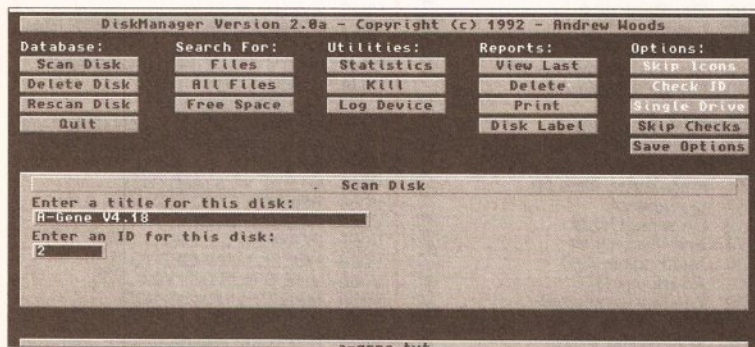 DiskManager Version 2.0a - Copyright (c) 1992 - Andrew Woods
Database: Search For: Utilities: Reports: Options:
Scan Disk Files Statistics View Last Skip Icons
Delete Disk All Files Kill Delete Check ID
Rescan Disk Free Space Log Device Print Single Drive
Quit Disk Label Skip Checks
Save Options
Scan Disk
Enter a title for this disk:
A-Gene V4.18
Enter an ID for this disk:
2